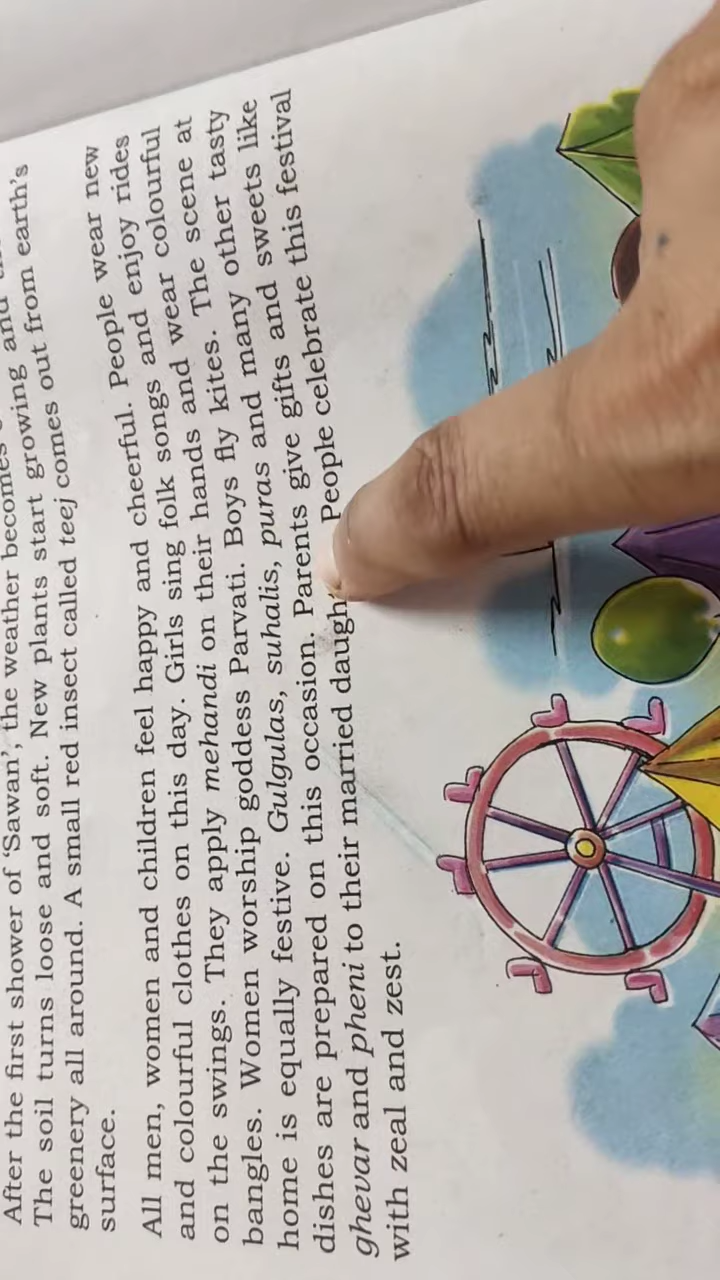 After the first shower of 'Sawan', the weather becomes and
The soil turns loose and soft. New plants start growing and
greenery all around. A small red insect called teej comes out from earth's
surface.
All men, women and children feel happy and cheerful. People wear new
and colourful clothes on this day. Girls sing folk songs and enjoy rides
on the swings. They apply mehandi on their hands and wear colourful
bangles. Women worship goddess Parvati. Boys fly kites. The scene at
home is equally festive. Gulgulas, suhalis, puras and many other tasty
dishes are prepared on this occasion. Parents give gifts and sweets like
ghevar and pheni to their married People celebrate this festival
with zeal and zest.